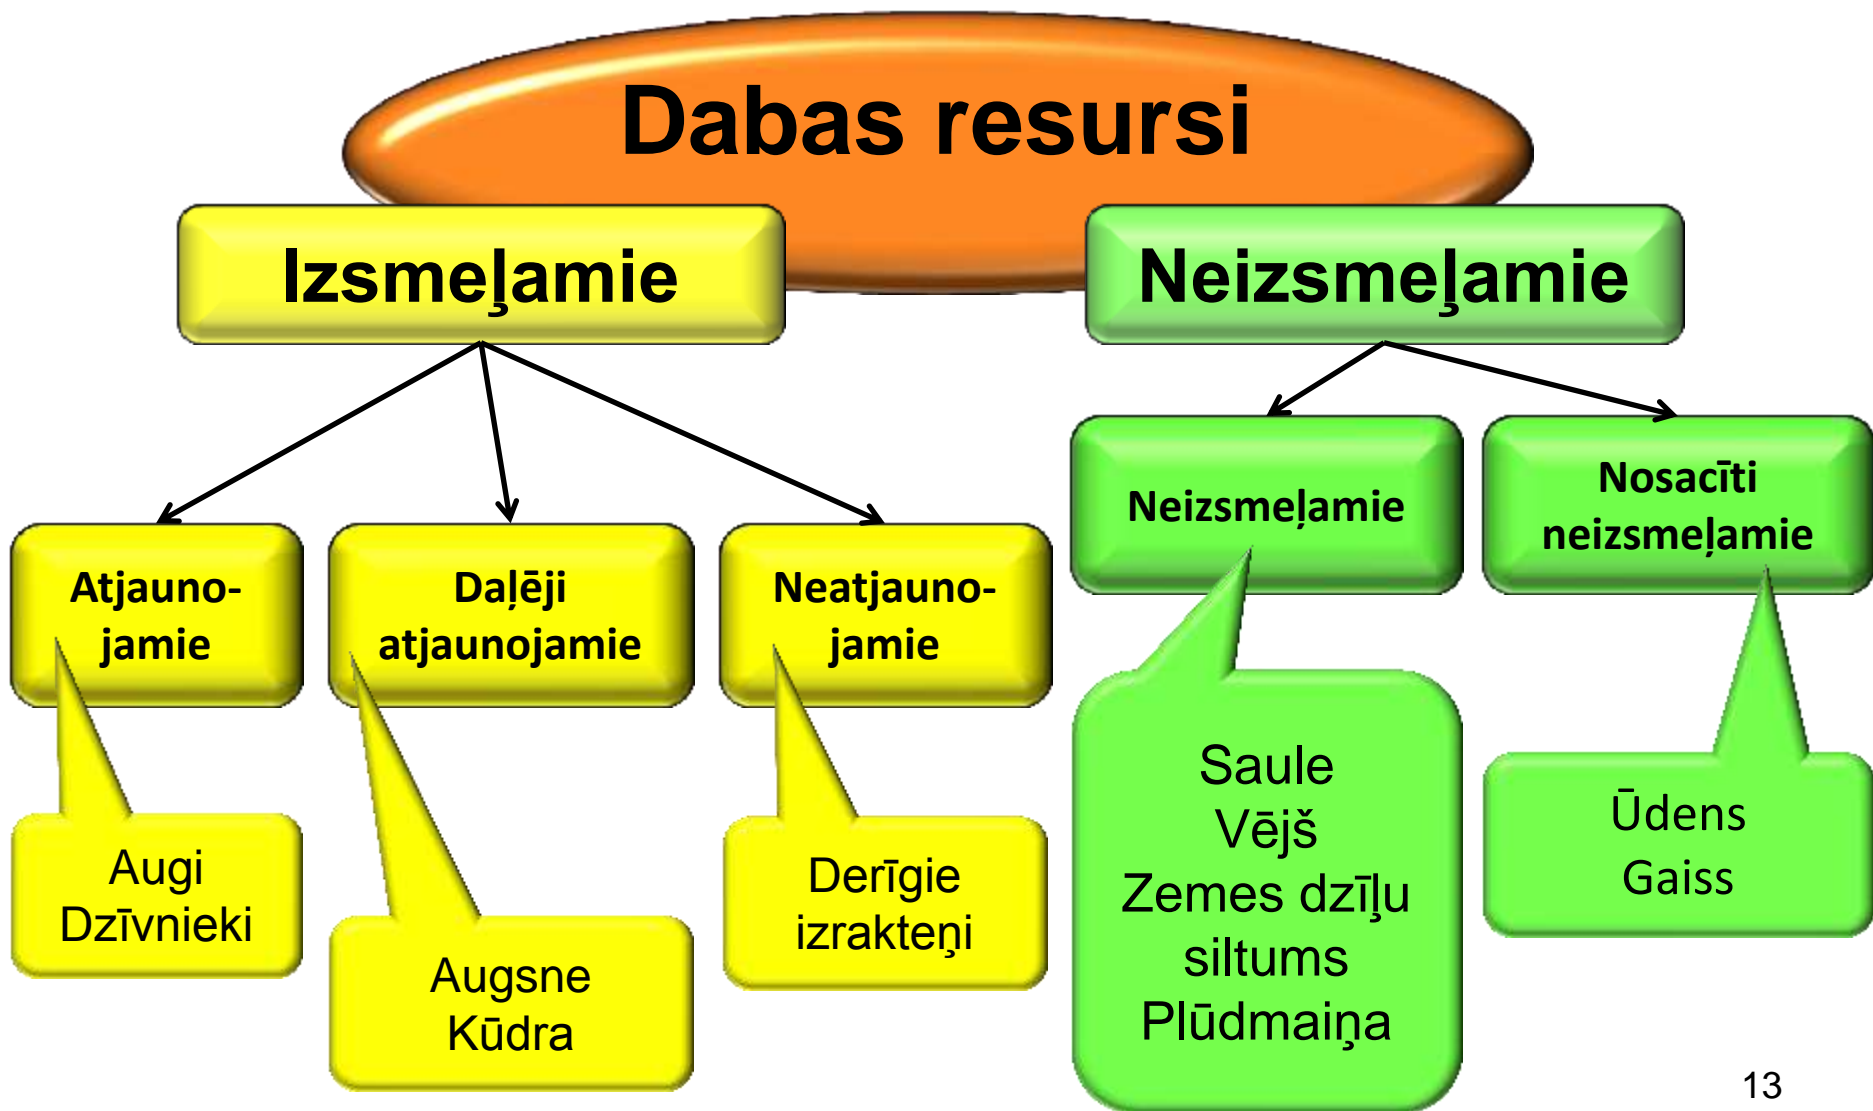 Dabas resursi
Izsmeļamie
Neizsmeļamie
Atjauno-
jamie
Daļēji
atjaunojamie
Neatjauno-
jamie
Neizsmeļamie
Nosacīti
neizsmeļamie
Augi
Dzīvnieki
Augsne
Kūdra
Derīgie
izrakteņi
Saule
Vējš
Zemes dzīļu
siltums
Plūdmaiņa
Ūdens
Gaiss
13